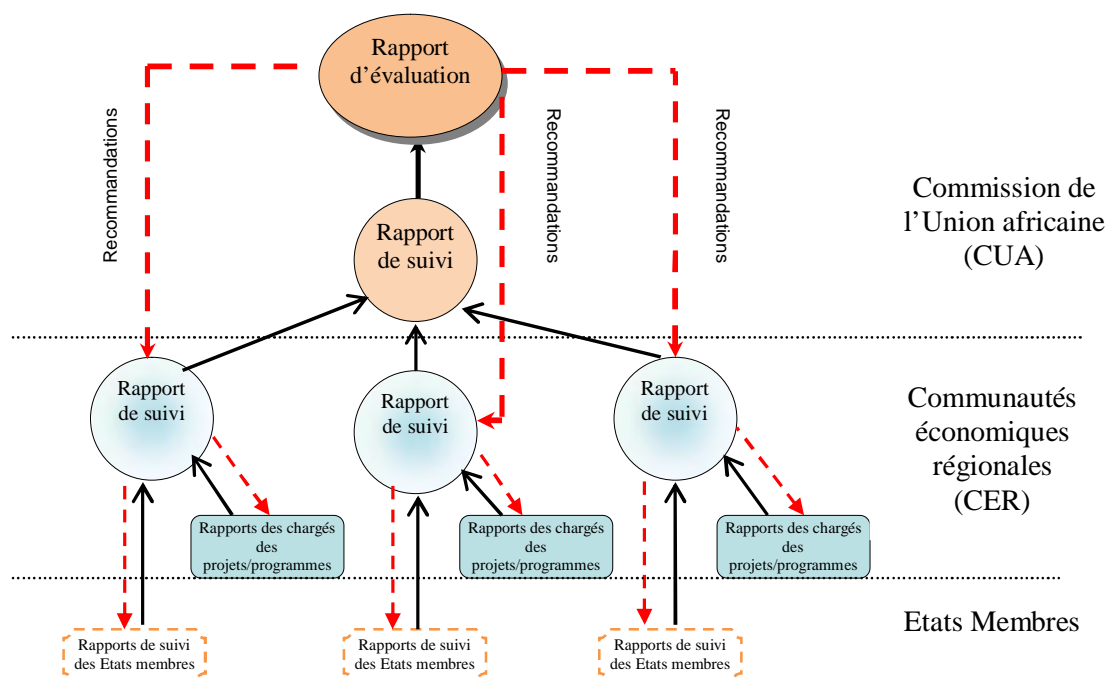 Rapport
d'évaluation
Recommandations
Recommandations
Recommandations
Rapport
de suivi
Commission de
l'Union africaine
(CUA)
Rapport
de suivi
Rapport
de suivi
Rapport
de suivi
Communautés
économiques
régionales
(CER)
Rapports des chargés
des
projets/programmes
Rapports des chargés
des
projets/programmes
Rapports des chargés
des
projets/programmes
Rapports de suivi
des Etats membres
Rapports de suivi
des Etats membres
Rapports de suivi
des Etats membres
Etats Membres